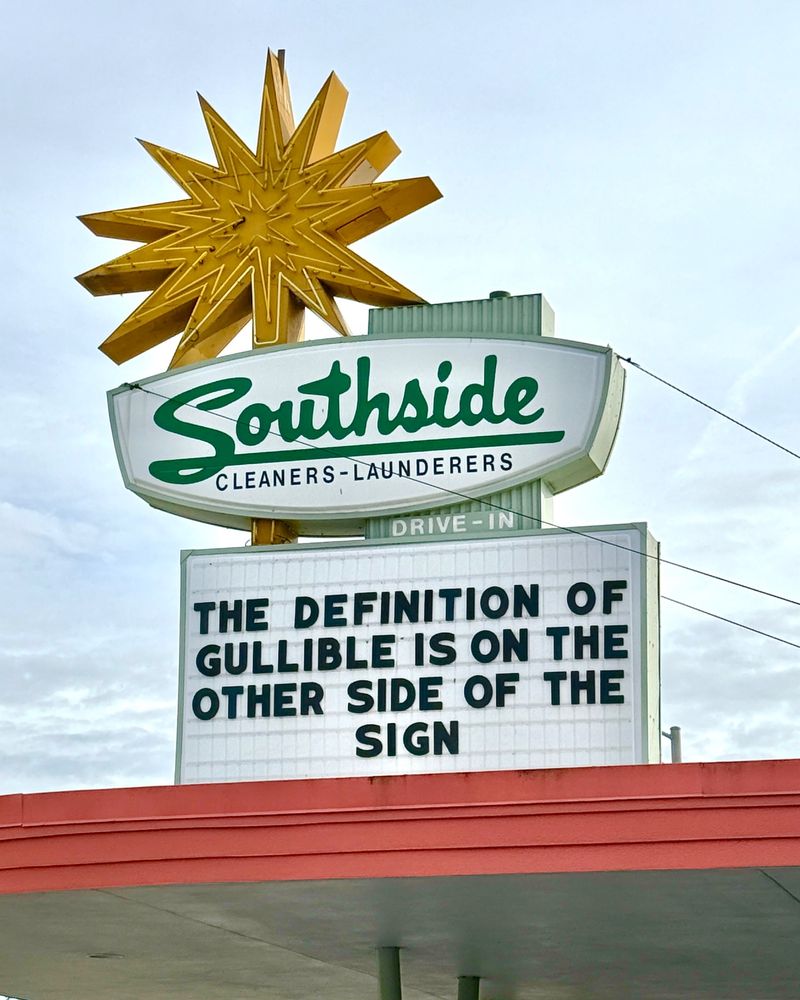 Southside
CLEANERS-LAUNDERERS
DRIVE-IN
THE DEFINITION OF
GULLIBLE IS ON THE
OTHER SIDE OF THE
SIGN